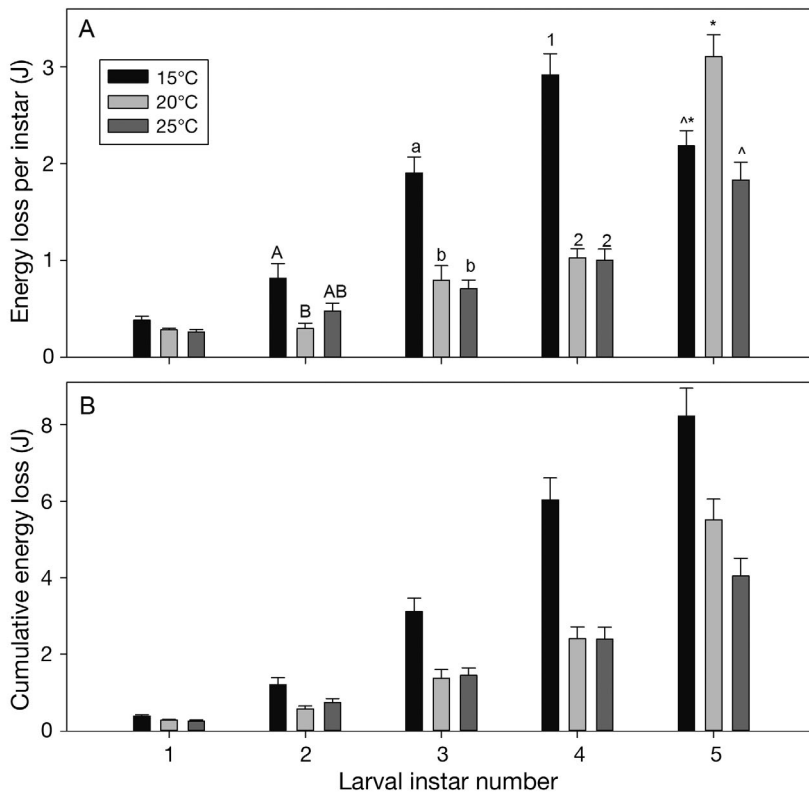 A
15°C
20°C
25°C
Energy loss per instar (J)
3
2
1
0
A
B
AB
a
b
b
1
2
2
^*
*
^
B
Cumulative energy loss (J)
8
6
4
2
0
1 2 3 4 5
Larval instar number